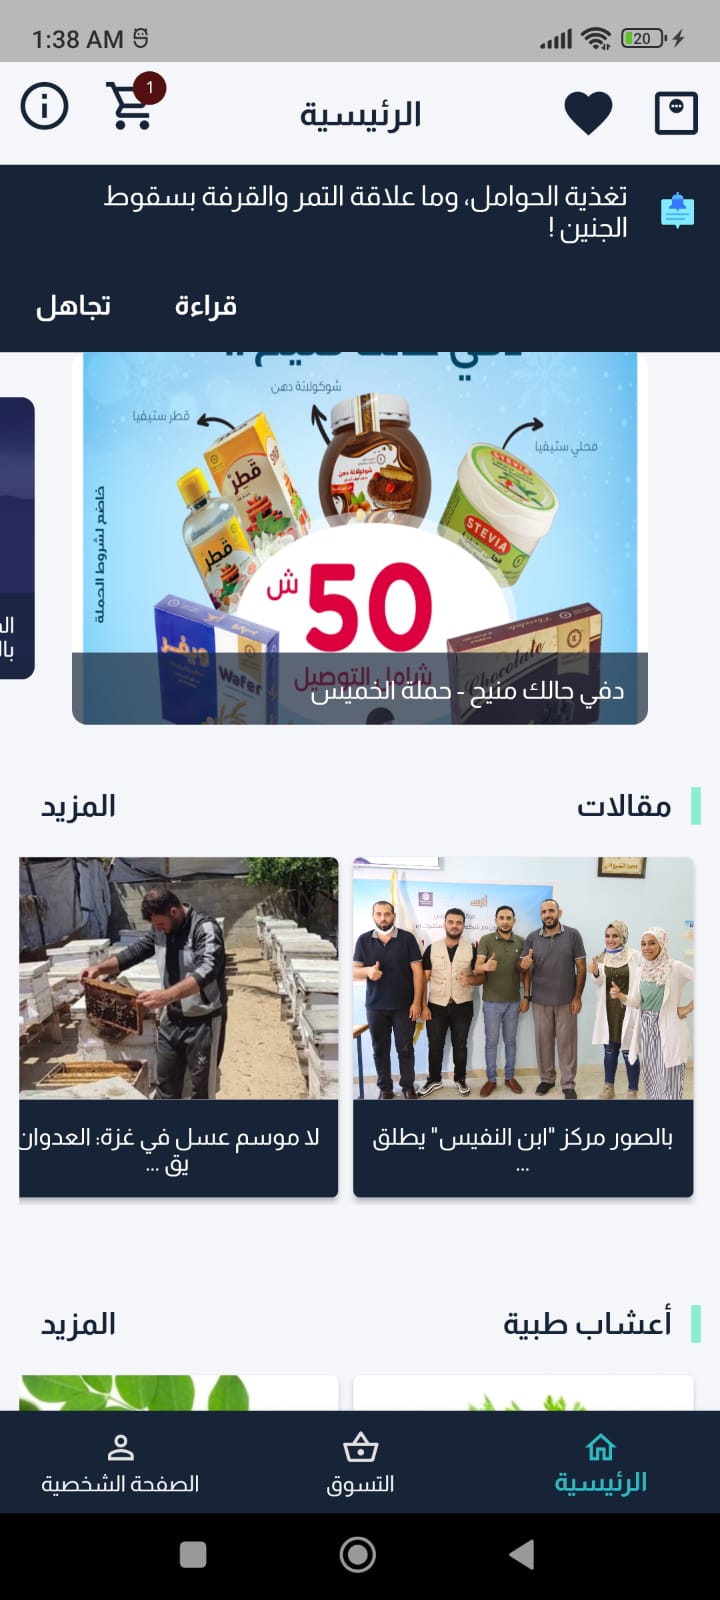 1:38 AM
20
1
الرئيسية
تغذية الحوامل، وما علاقة التمر والقرفة بسقوط
الجنين !
قراءة
تجاهل
شوكولاتة دهن
قطر ستيفيا
محلي ستيفيا
خاضع لشروط الحملة
قطر
قطر
STEVIA
STEVIA
50 ش
شامل التوصيل
ويفر
Wafer
Chocolate
دفي حالك منيح - حملة الخميس
مقالات
المزيد
بالصور مركز "ابن النفيس" يطلق
...
لا موسم عسل في غزة: العدوان
يق ...
أعشاب طبية
المزيد
الرئيسية
التسوق
الصفحة الشخصية